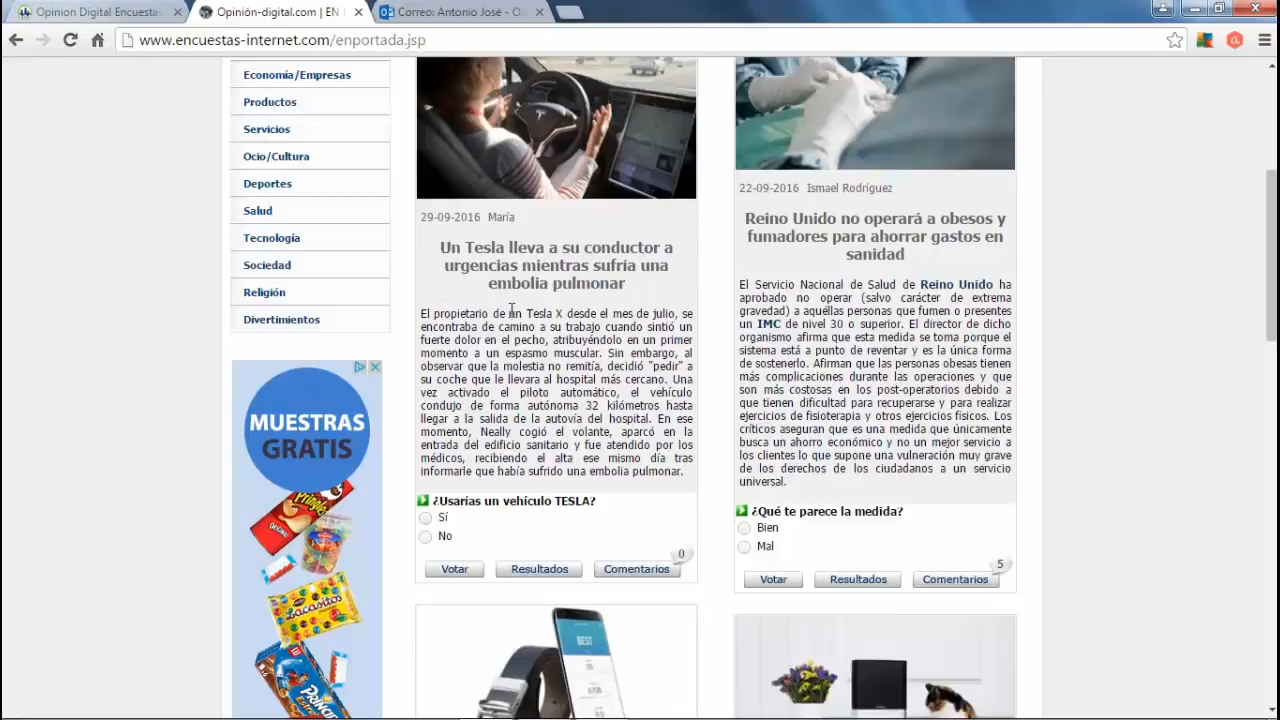 Opinion Digital Encuestas
Opinión-digital.com | EN
Correo: Antonio José - O
www.encuestas-internet.com/enportada.jsp
Economía/Empresas
Productos
Servicios
Ocio/Cultura
Deportes
Salud
Tecnología
Sociedad
Religión
Divertimientos
MUESTRAS
GRATIS
Pringles
Lacasitos
LU
29-09-2016 María
Un Tesla lleva a su conductor a
urgencias mientras sufría una
embolia pulmonar
El propietario de un Tesla X desde el mes de julio, se
encontraba de camino a su trabajo cuando sintió un
fuerte dolor en el pecho, atribuyéndolo en un primer
momento a un espasmo muscular. Sin embargo, al
observar que la molestia no remitía, decidió "pedir" a
su coche que le llevara al hospital más cercano. Una
vez activado el piloto automático, el vehículo
condujo de forma autónoma 32 kilómetros hasta
llegar a la salida de la autovía del hospital. En ese
momento, Neally cogió el volante, aparcó en la
entrada del edificio sanitario y fue atendido por los
médicos, recibiendo el alta ese mismo día tras
informarle que había sufrido una embolia pulmonar.
¿Usarías un vehículo TESLA?
Sí
No
0
Votar Resultados Comentarios
BEST
22-09-2016 Ismael Rodríguez
Reino Unido no operará a obesos y
fumadores para ahorrar gastos en
sanidad
El Servicio Nacional de Salud de Reino Unido ha
aprobado no operar (salvo carácter de extrema
gravedad) a aquéllas personas que fumen o presentes
un IMC de nivel 30 o superior. El director de dicho
organismo afirma que esta medida se toma porque el
sistema está a punto de reventar y es la única forma
de sostenerlo. Afirman que las personas obesas tienen
más complicaciones durante las operaciones y que
son más costosas en los post-operatorios debido a
que tienen dificultad para recuperarse y para realizar
ejercicios de fisioterapia y otros ejercicios físicos. Los
críticos aseguran que es una medida que únicamente
busca un ahorro económico y no un mejor servicio a
los clientes lo que supone una vulneración muy grave
de los derechos de los ciudadanos a un servicio
universal.
¿Qué te parece la medida?
Bien
Mal
5
Votar Resultados Comentarios